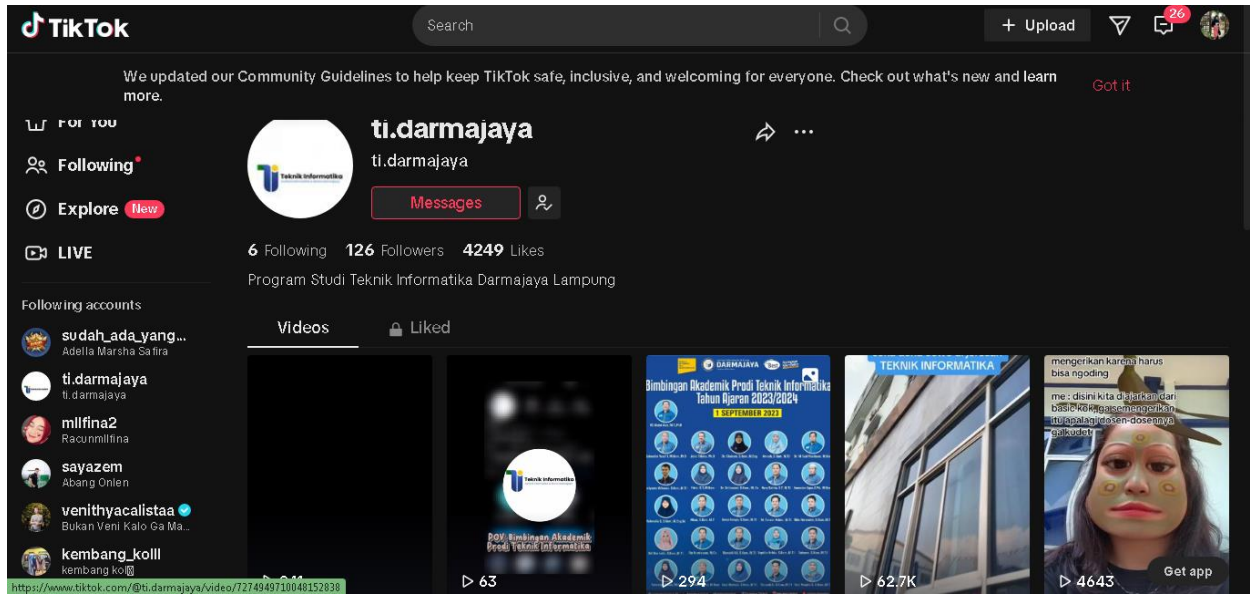 TikTok
Search
+ Upload
26
We updated our Community Guidelines to help keep TikTok safe, inclusive, and welcoming for everyone. Check out what's new and learn
more.
Got it
For You
Following
Explore New
LIVE
Following accounts
sudah_ada_yang...
Adella Marsha Safira
ti.darmajaya
ti.darmajaya
mllfina2
Racunmllfina
sayazem
Abang Onlen
venithyacalistaa
Bukan Veni Kalo Ga Ma...
kembang_kolll
kembang kol
https://www.tiktok.com/@ti.darmajaya/video/7274949710048152838
Teknik Informatika
ti.darmajaya
ti.darmajaya
Messages
6 Following 126 Followers 4249 Likes
Program Studi Teknik Informatika Darmajaya Lampung
Videos
Liked
Teknik Informatika
POV Bimbingan Akademik
Prodi Teknik Informatika
63
DARMAJAYA
Bimbingan Akademik Prodi Teknik Informatika
Tahun Ajaran 2023/2024
1 SEPTEMBER 2023
294
TEKNIK INFORMATIKA
62.7K
mengerikan karena harus
bisa ngoding
me : disini kita diajarkan dari
4643
Get app